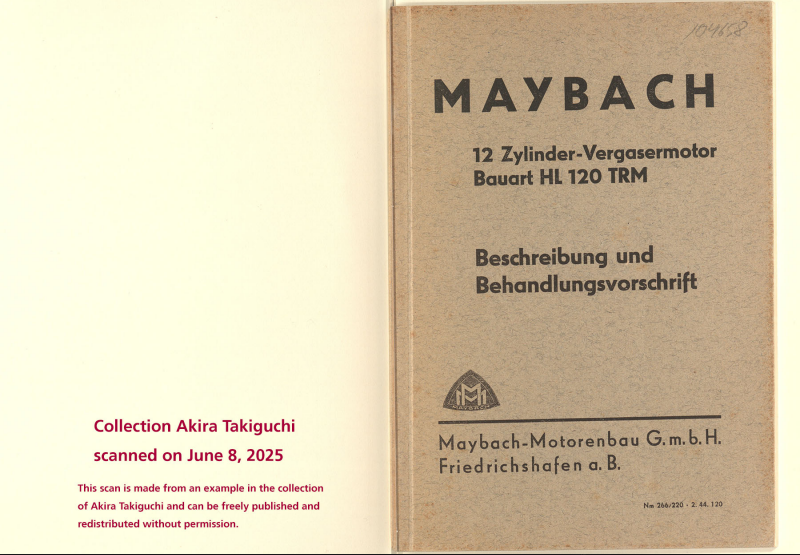 Collection Akira Takiguchi
scanned on June 8, 2025
This scan is made from an example in the collection
of Akira Takiguchi and can be freely published and
redistributed without permission.
104658
MAYBACH
12 Zylinder-Vergasermotor
Bauart HL 120 TRM
Beschreibung und
Behandlungsvorschrift
MM
MAYBACH
Maybach-Motorenbau G.m.b.H.
Friedrichshafen a.B.
Nm 266/220 · 2. 44. 120